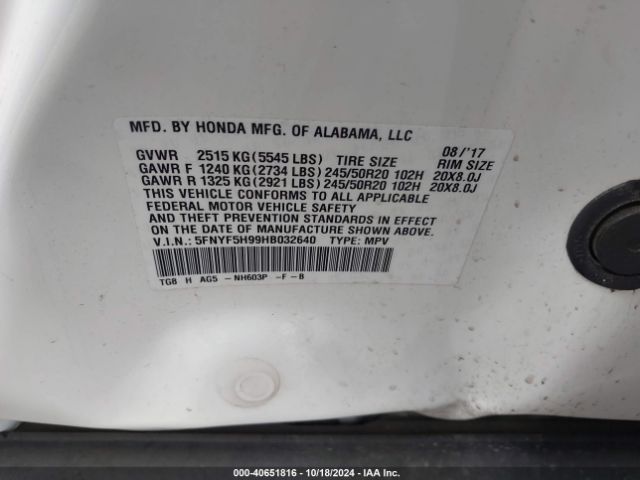 MFD. BY HONDA MFG. OF ALABAMA, LLC 08/'17
GVWR 2515 KG (5545 LBS) TIRE SIZE RIM SIZE
GAWR F 1240 KG (2734 LBS) 245/50R20 102H 20X8.0J
GAWR R 1325 KG (2921 LBS) 245/50R20 102H 20X8.0J
THIS VEHICLE CONFORMS TO ALL APPLICABLE
FEDERAL MOTOR VEHICLE SAFETY
AND THEFT PREVENTION STANDARDS IN EFFECT
ON THE DATE OF MANUFACTURE SHOWN ABOVE.
V.I.N.: 5FNYF5H99HB032640 TYPE: MPV
TG8 H AG5 - NH603P -F-B
000-40651816 | 10/18/2024 | IAA Inc.